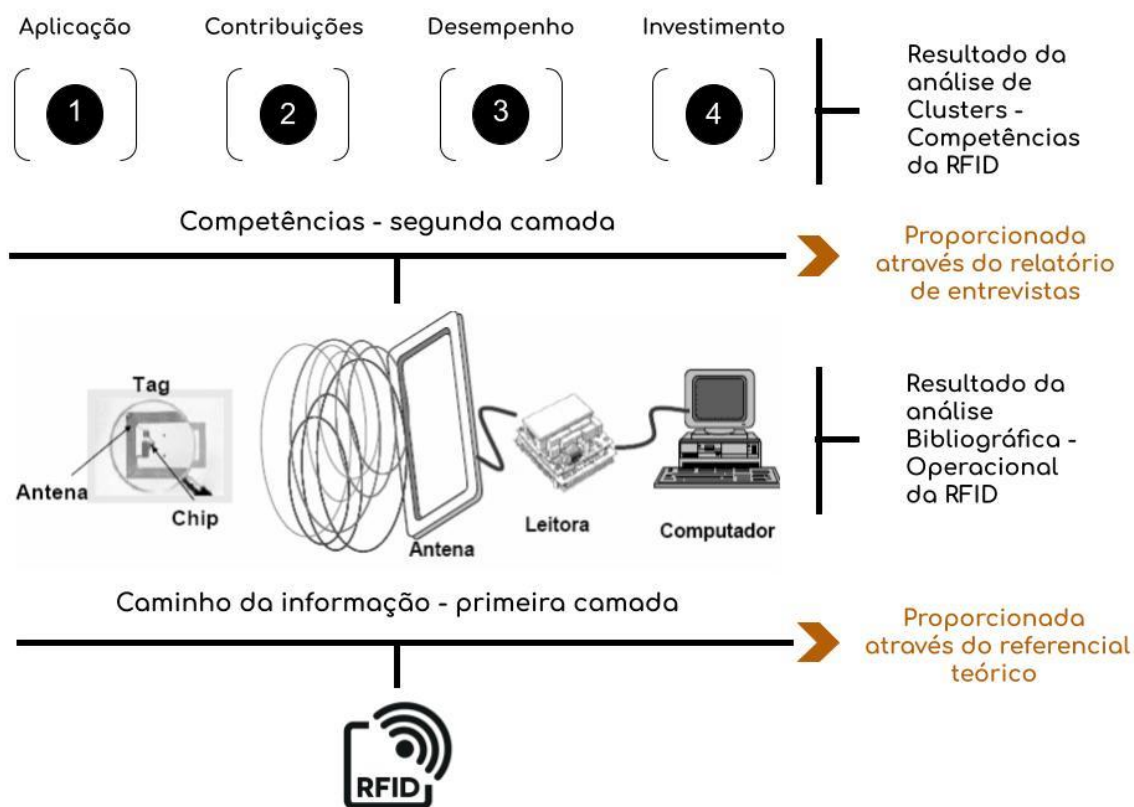 Aplicação
Contribuições
Desempenho
Investimento
1
2
3
4
Resultado da
análise de
Clusters -
Competências
da RFID
Competências - segunda camada
Proporcionada
através do relatório
de entrevistas
Tag
Antena
Chip
Antena
Leitora
Computador
Resultado da
análise
Bibliográfica -
Operacional
da RFID
Caminho da informação - primeira camada
Proporcionada
através do referencial
teórico
RFID